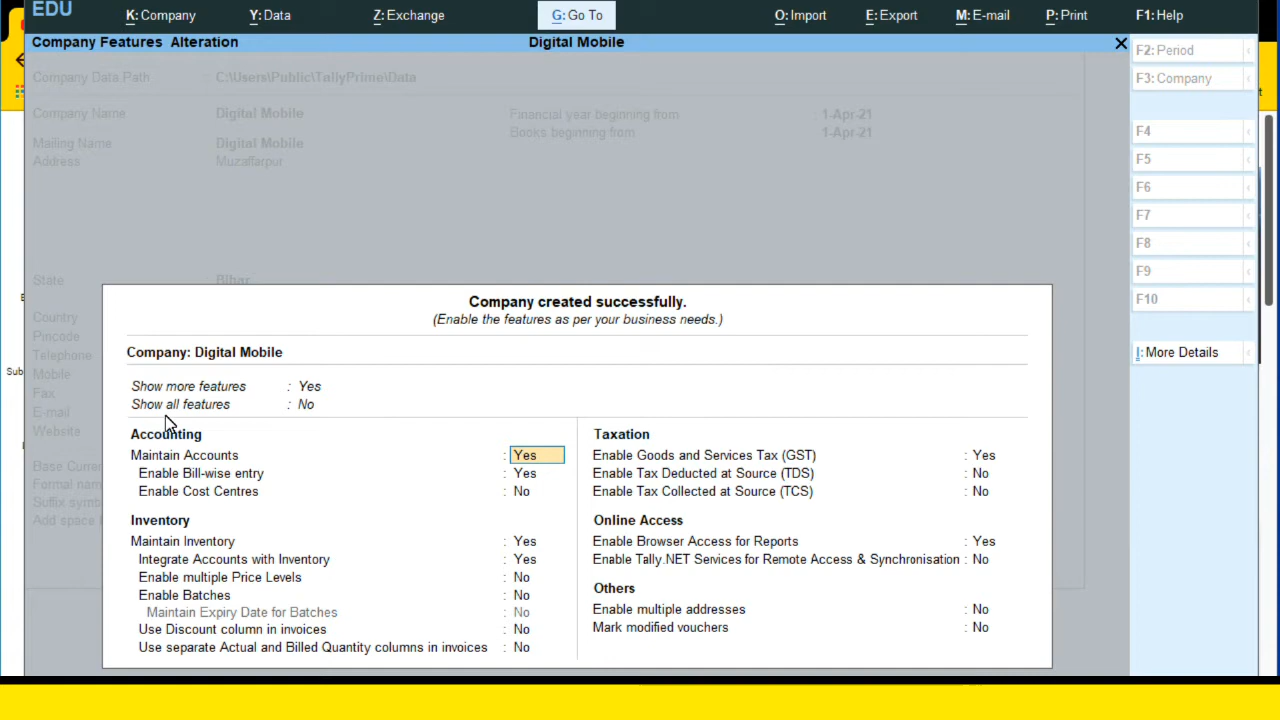 EDU K: Company Y: Data Z: Exchange G: Go To O: Import E: Export M: E-mail P: Print F1: Help
Company Features Alteration Digital Mobile
F2: Period
F3: Company
F4
F5
F6
F7
F8
F9
F10
I: More Details
Company Data Path : C:\Users\Public\TallyPrime\Data
Company Name : Digital Mobile Financial year beginning from : 1-Apr-21
Books beginning from : 1-Apr-21
Mailing Name : Digital Mobile
Address : Muzaffarpur
State : Bihar
Country
Pincode
Telephone
Mobile
Fax
E-mail
Website
Base Curren
Formal nam
Suffix symb
Add space
Sub
Company created successfully.
(Enable the features as per your business needs.)
Company: Digital Mobile
Show more features : Yes
Show all features : No
Accounting
Maintain Accounts : Yes
Enable Bill-wise entry : Yes
Enable Cost Centres : No
Inventory
Maintain Inventory : Yes
Integrate Accounts with Inventory : Yes
Enable multiple Price Levels : No
Enable Batches : No
Maintain Expiry Date for Batches : No
Use Discount column in invoices : No
Use separate Actual and Billed Quantity columns in invoices : No
Taxation
Enable Goods and Services Tax (GST) : Yes
Enable Tax Deducted at Source (TDS) : No
Enable Tax Collected at Source (TCS) : No
Online Access
Enable Browser Access for Reports : Yes
Enable Tally.NET Services for Remote Access & Synchronisation : No
Others
Enable multiple addresses : No
Mark modified vouchers : No